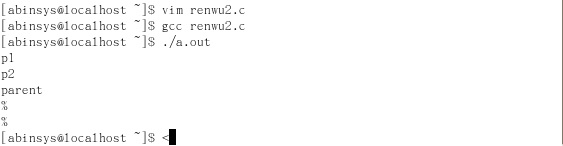 [abinsys@localhost ~]$ vim renwu2.c
[abinsys@localhost ~]$ gcc renwu2.c
[abinsys@localhost ~]$ ./a.out
p1
p2
parent
%
%
[abinsys@localhost ~]$ <